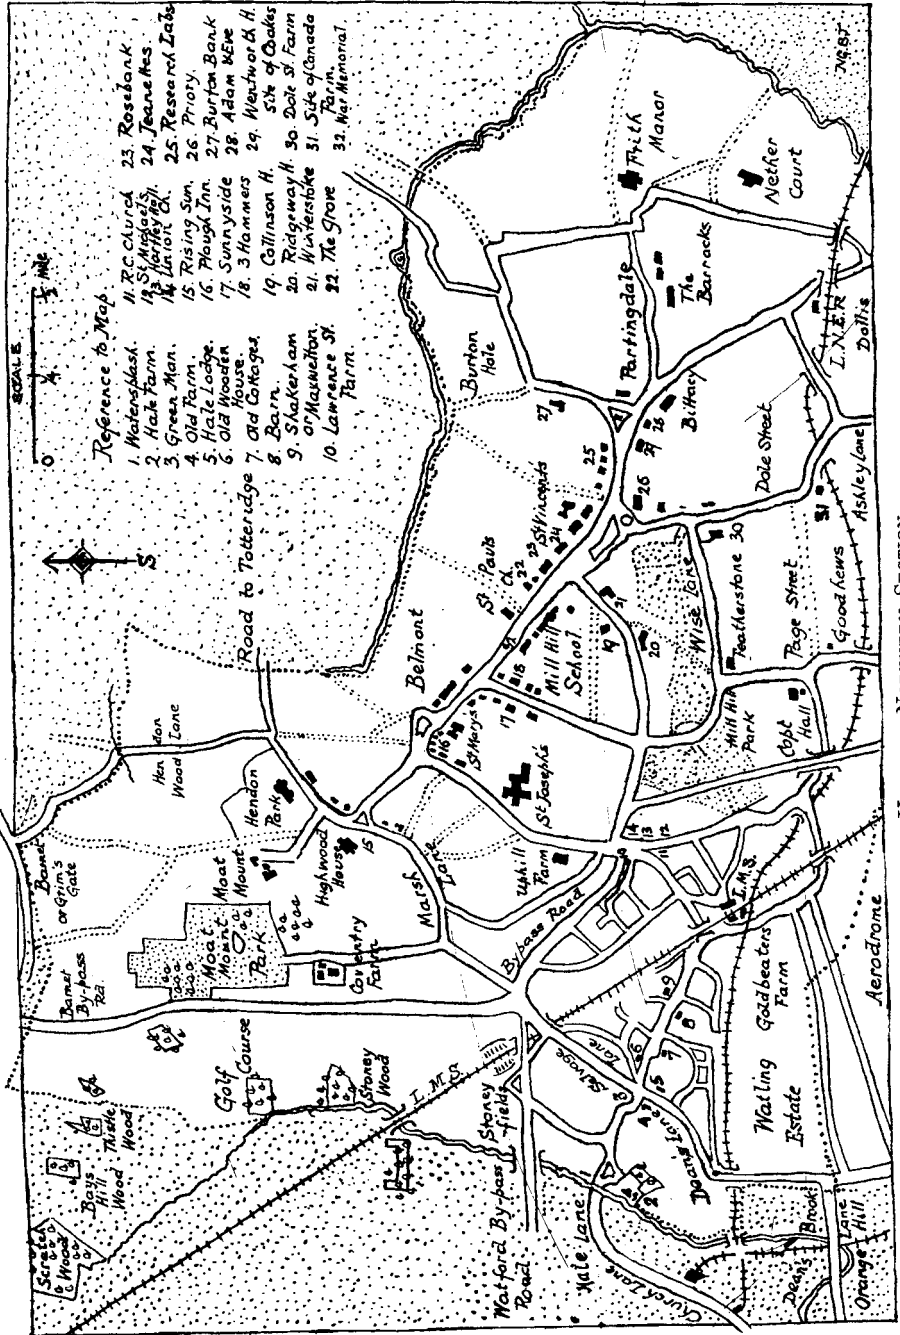 SCALE
0
¼
½ Mile
Reference to Map
1. Watersplash.
2 Hale Farm.
3. Green Man.
4. Old Farm.
5. Hale Lodge.
6. Old Wooden
House.
7. Old Cottages
8. Barn.
9 Shakerham
or Maxwelton.
10. Lawrence St.
Farm.
11. R.C. Church
12. St Michaels.
13. Hartley Hall.
14. Union Ch.
15. Rising Sun.
16. Plough Inn.
17. Sunnyside
18. 3 Hammers
19. Collinson H.
20. Ridgeway H.
21. Winterstoke
22. The Grove
23. Rosebank
24. Jeanettes
25. Research Labs
26. Priory.
27. Burton Bank
28. Adam & Eve
29. Wentworth H.
Site of Coakes
30. Dole St. Farm
31. Site of Canada
Farm.
32. War Memorial
S
Road to Totteridge
Hendon
Wood Lane
Barnet
or Grim's
Gate
Barnet
By-pass
Rd
Moat
Mount
Moat
Mount
Park
Hendon
Park
Highwood
House
15
Belmont
St Pauls
Ch.
St Vincents
Burton
Hole
Partingdale
The
Barracks
Frith
Manor
Nether
Court
N.G.B.J
L.N.E.R
Dollis
Bittacy
Dole Street
Ashley Lane
Wise Lane
Featherstone
Page Street
Goodhews
Mill Hill
School
Mill Hill
Park
Copt
Hall
St Marys
St Josephs
Uphill
Farm
Marsh
Lane
Coventry
Farm
Bypass Road
L.M.S.
Golf
Course
Stoney
Wood
Thistle
Wood
Bays
Hill
Wood
Scratch
Wood
L.M.S.
Stoney
fields
Watford By-pass
Road
Hale Lane
Church Lane
Selvage
Lane
Deans Lane
Watling
Estate
Goldbeaters
Farm
Aerodrome
Dean's
Brook
Orange Hill
Lane